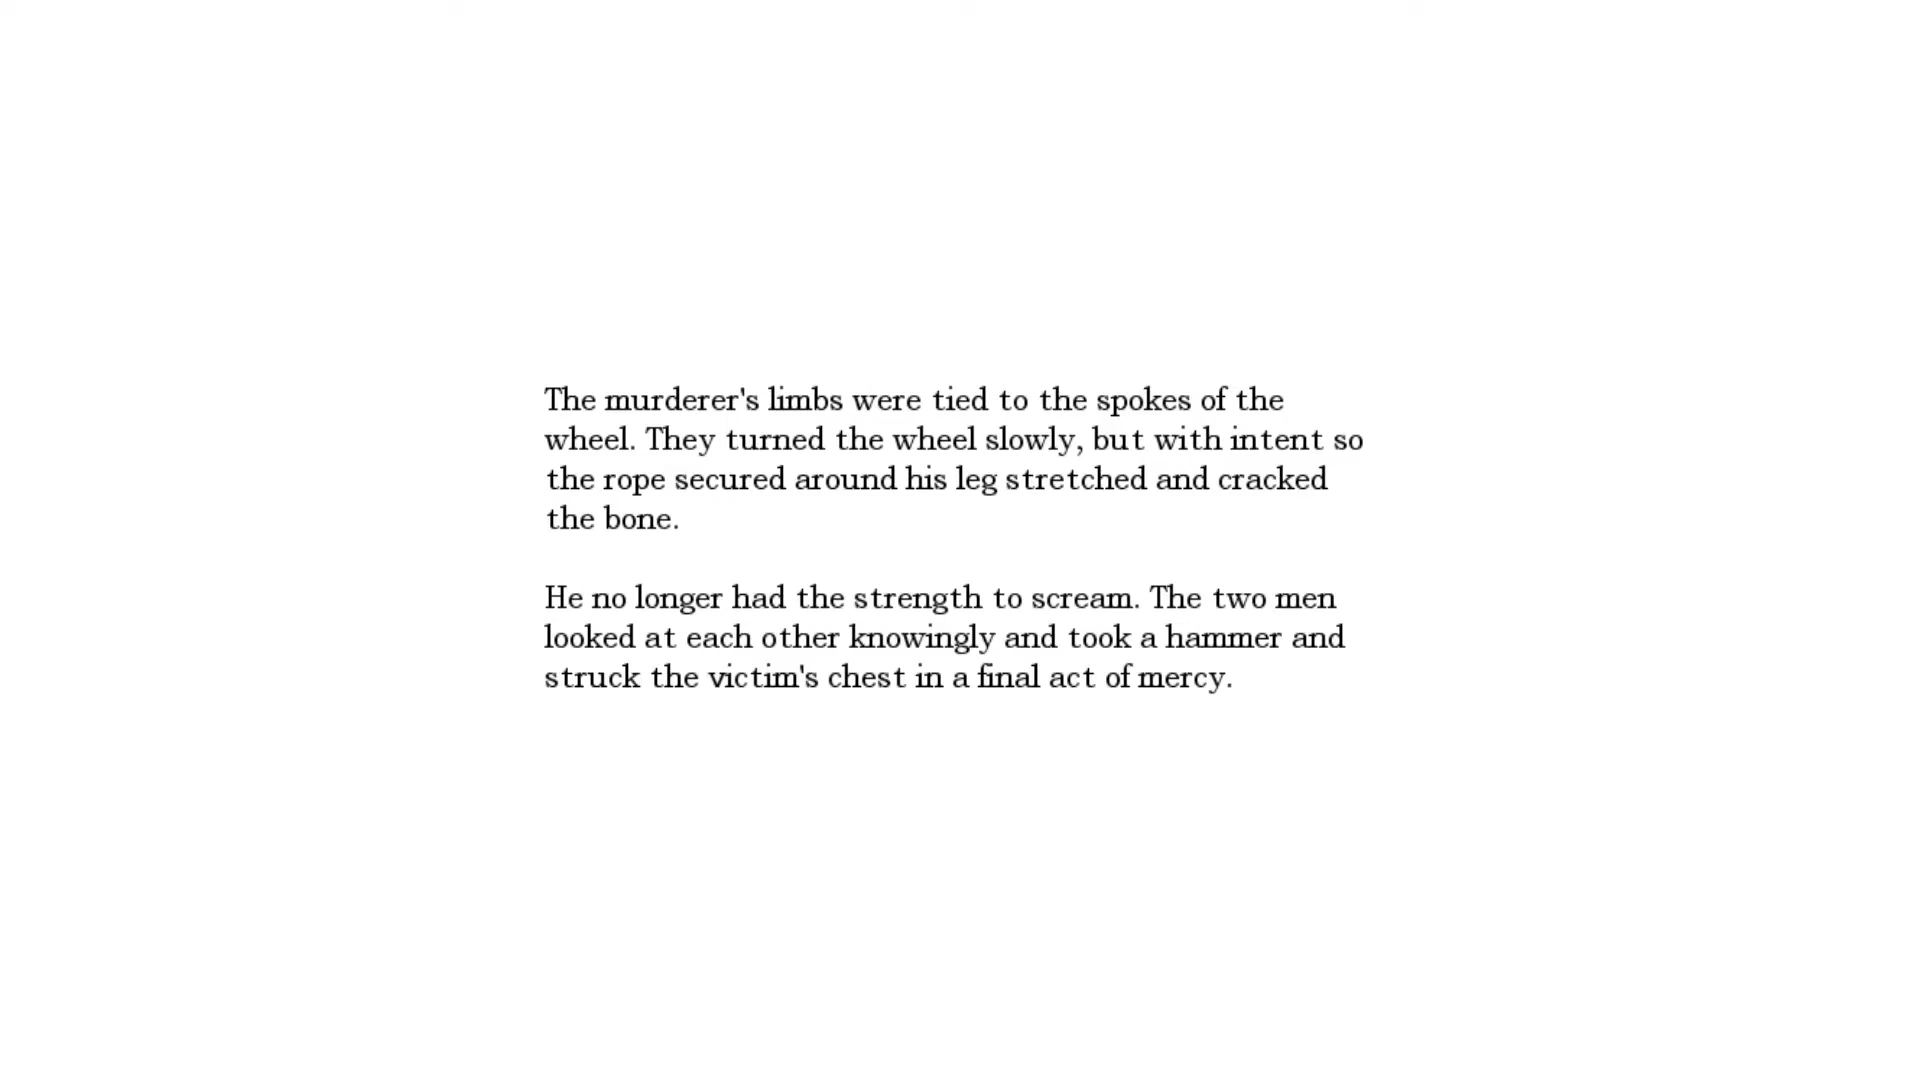 The murderer's limbs were tied to the spokes of the
wheel. They turned the wheel slowly, but with intent so
the rope secured around his leg stretched and cracked
the bone.
He no longer had the strength to scream. The two men
looked at each other knowingly and took a hammer and
struck the victim's chest in a final act of mercy.